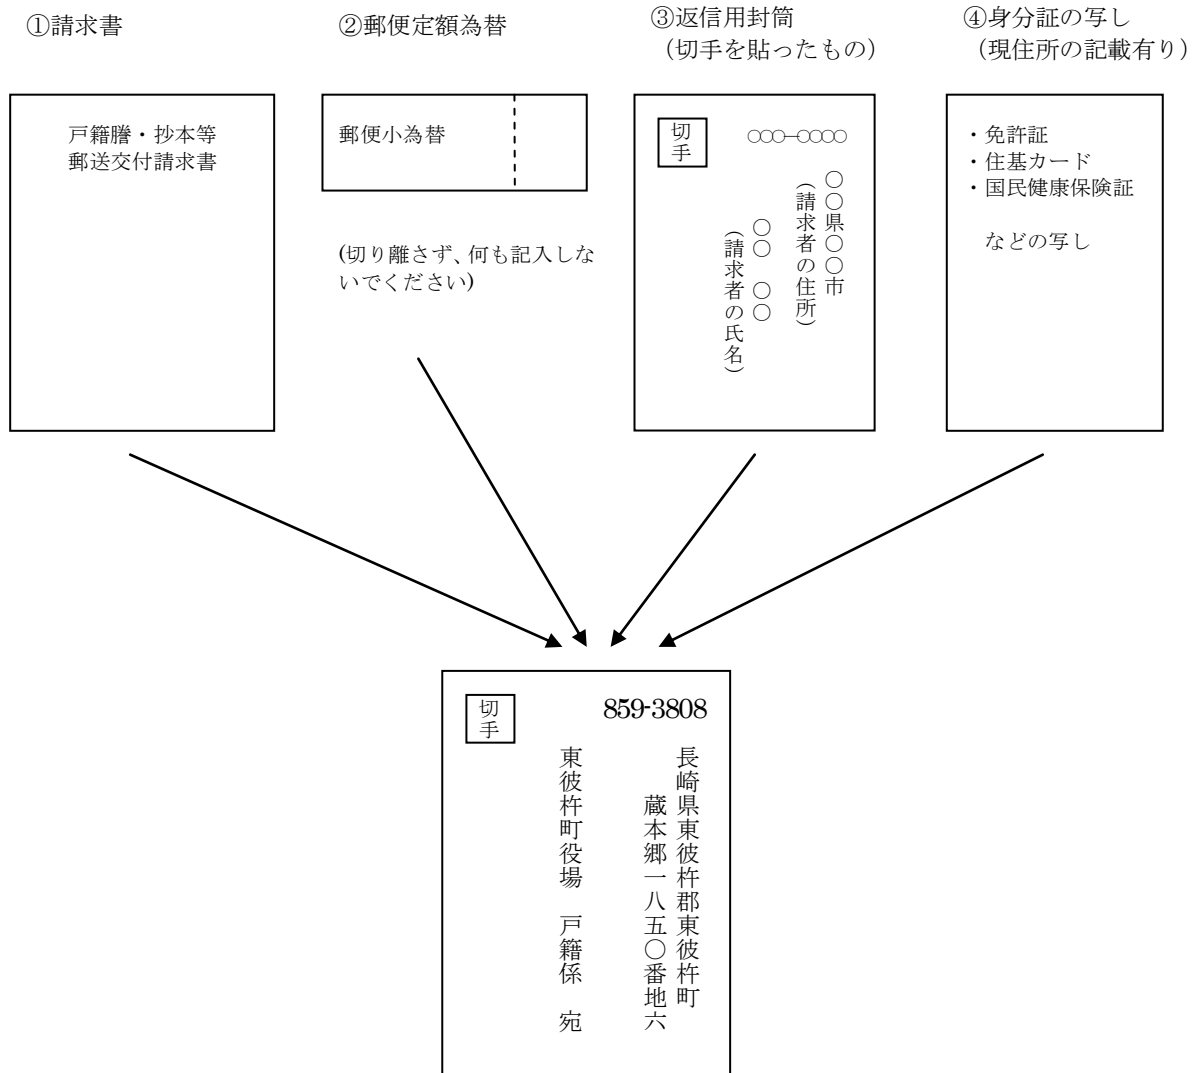 ①請求書
②郵便定額為替
③返信用封筒
（切手を貼ったもの）
④身分証の写し
（現住所の記載有り）
戸籍謄・抄本等
郵送交付請求書
郵便小為替
(切り離さず、何も記入しな
いでください)
切手
○○○―○○○○
○○県○○市
（請求者の住所）
○○　○○
（請求者の氏名）
・免許証
・住基カード
・国民健康保険証
などの写し
切手
859-3808
長崎県東彼杵郡東彼杵町
蔵本郷一八五〇番地六
東彼杵町役場　戸籍係　宛